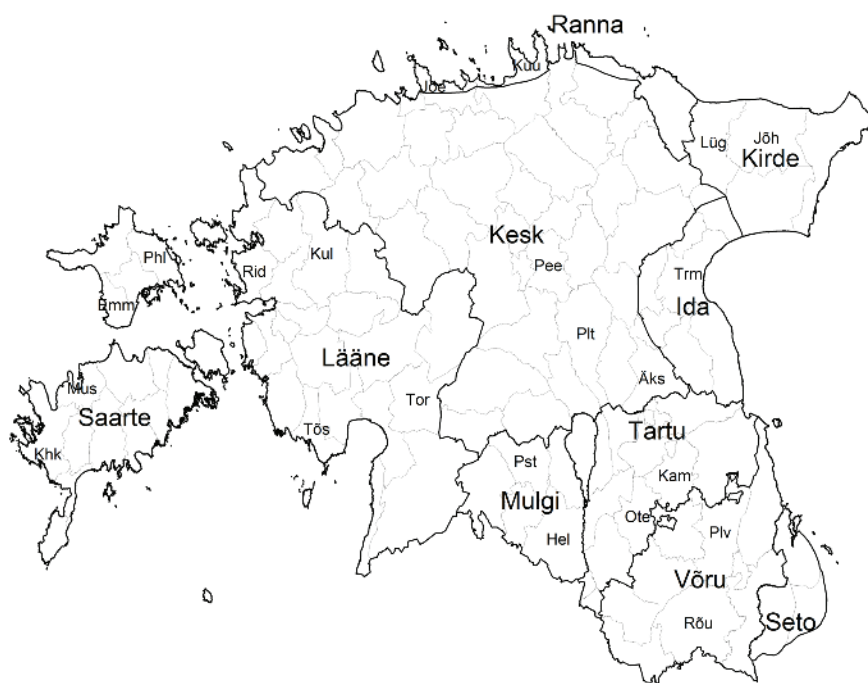 Ranna
Kuu
Jõe
Lüg
Jõh
Kirde
Kesk
Kul
Phl
Rid
Pee
Trm
Emm
Ida
Plt
Lääne
Äks
Mus
Tor
Saarte
Tõs
Tartu
Khk
Pst
Kam
Mulgi
Ote
Plv
Hel
Võru
Rõu
Seto